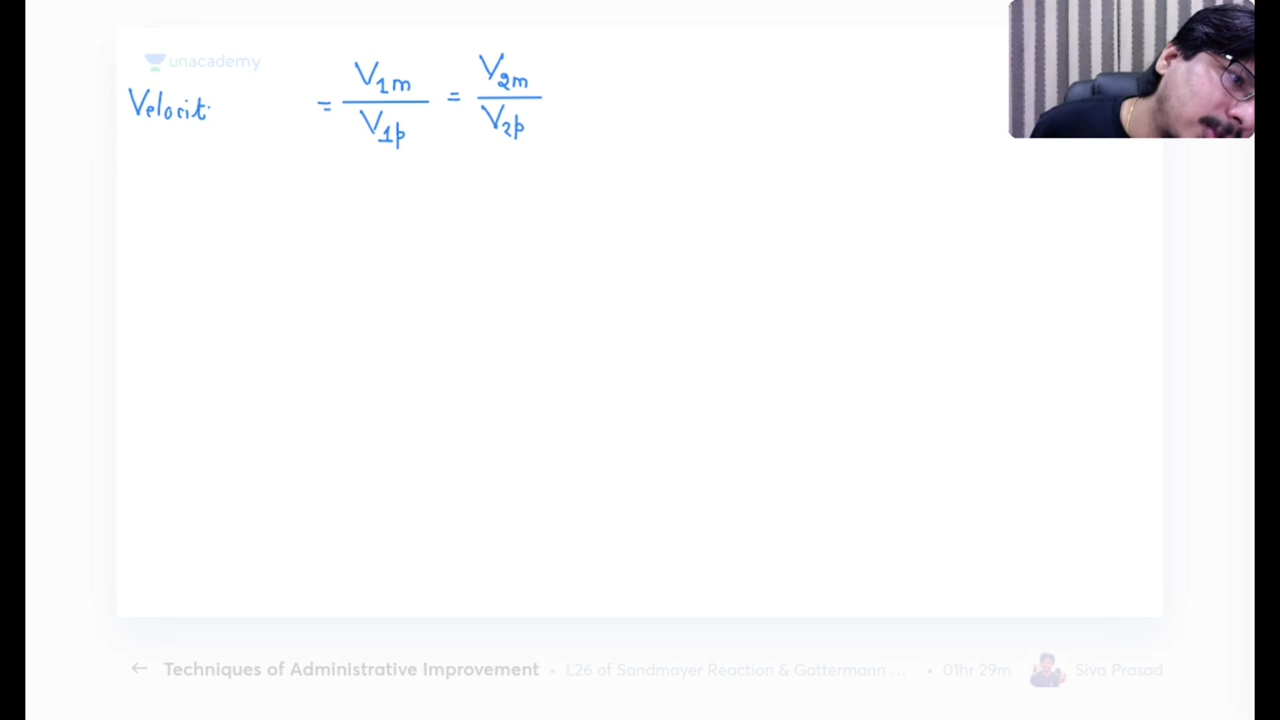 unacademy
Velocit = V1m / V1p = V2m / V2p
← Techniques of Administrative Improvement • L26 of Sandmayer Reaction & Gattermann ... • 01hr 29m Siva Prasad